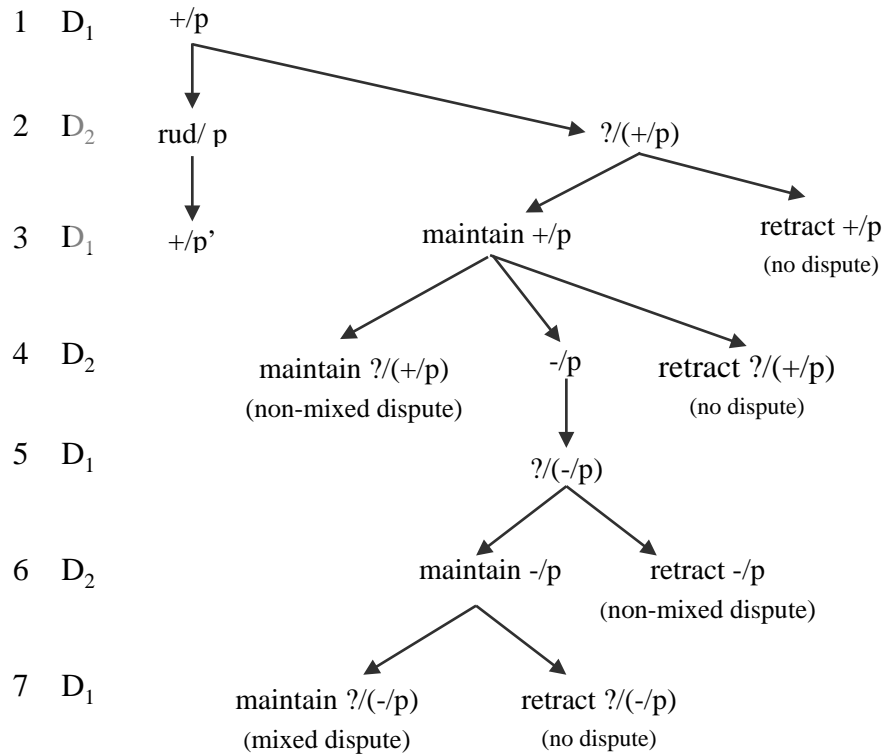 1 D₁ +/p
2 D₂ rud/ p ?/(+/p)
3 D₁ +/p’ maintain +/p retract +/p
(no dispute)
4 D₂ maintain ?/(+/p) -/p retract ?/(+/p)
(non-mixed dispute) (no dispute)
5 D₁ ?/(-/p)
6 D₂ maintain -/p retract -/p
(non-mixed dispute)
7 D₁ maintain ?/(-/p) retract ?/(-/p)
(mixed dispute) (no dispute)